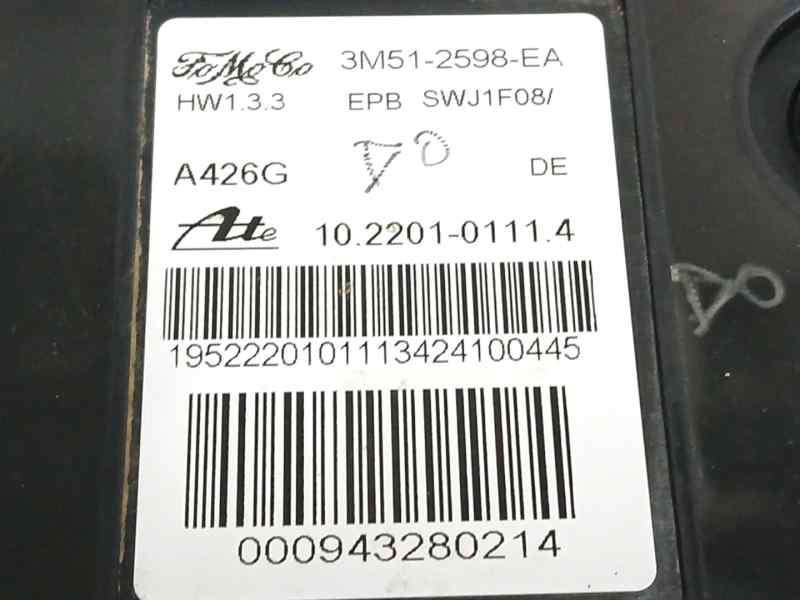 FoMoCo 3M51-2598-EA
HW1.3.3 EPB SWJ1F08/
A426G DE
Ate 10.2201-0111.4
1952220101113424100445
000943280214